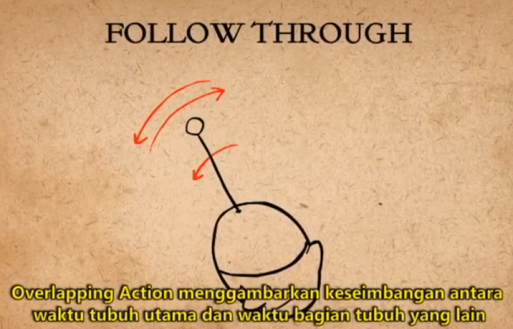 FOLLOW THROUGH
Overlapping Action menggambarkan keseimbangan antara
waktu tubuh utama dan waktu bagian tubuh yang lain